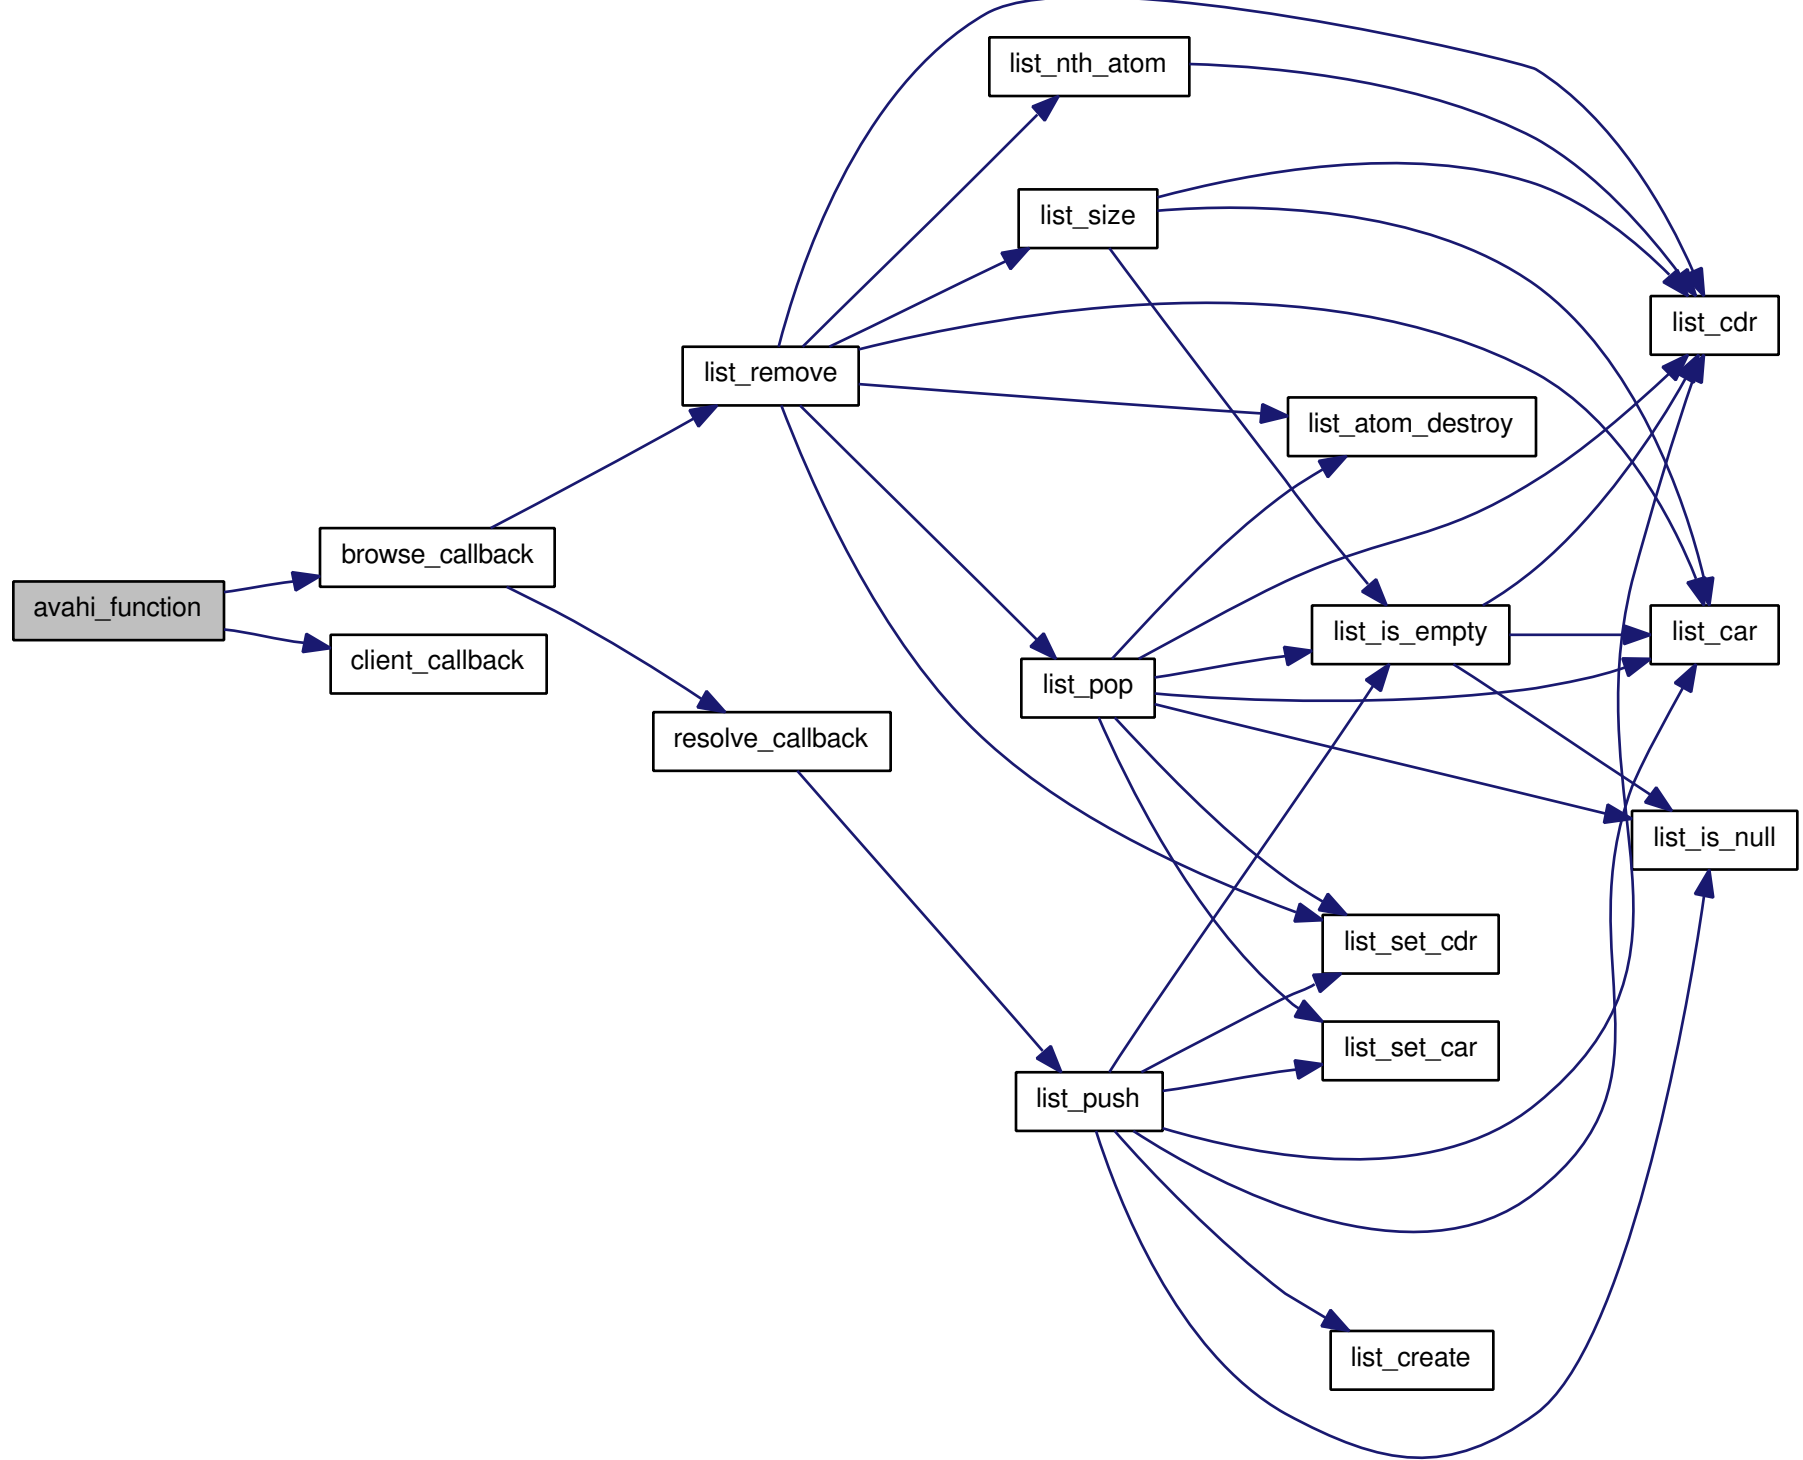 list_nth_atom
list_size
list_cdr
list_remove
list_atom_destroy
browse_callback
avahi_function
list_is_empty
list_car
client_callback
list_pop
resolve_callback
list_is_null
list_set_cdr
list_set_car
list_push
list_create